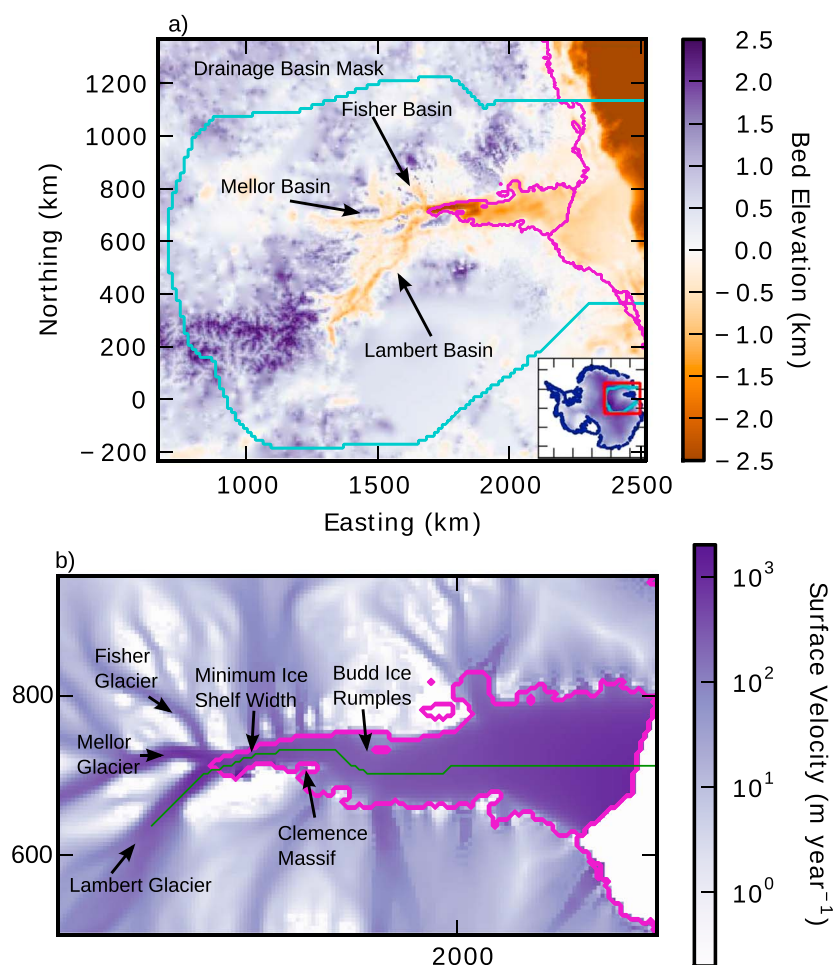 a)
Drainage Basin Mask
Fisher Basin
Mellor Basin
Lambert Basin
1200
1000
800
600
400
200
0
−200
Northing (km)
1000
1500
2000
2500
Easting (km)
2.5
2.0
1.5
1.0
0.5
0.0
−0.5
−1.0
−1.5
−2.0
−2.5
Bed Elevation (km)
b)
Fisher
Glacier
Minimum Ice
Shelf Width
Budd Ice
Rumples
Mellor
Glacier
Clemence
Massif
Lambert Glacier
800
600
2000
10³
10²
10¹
10⁰
Surface Velocity (m year⁻¹)